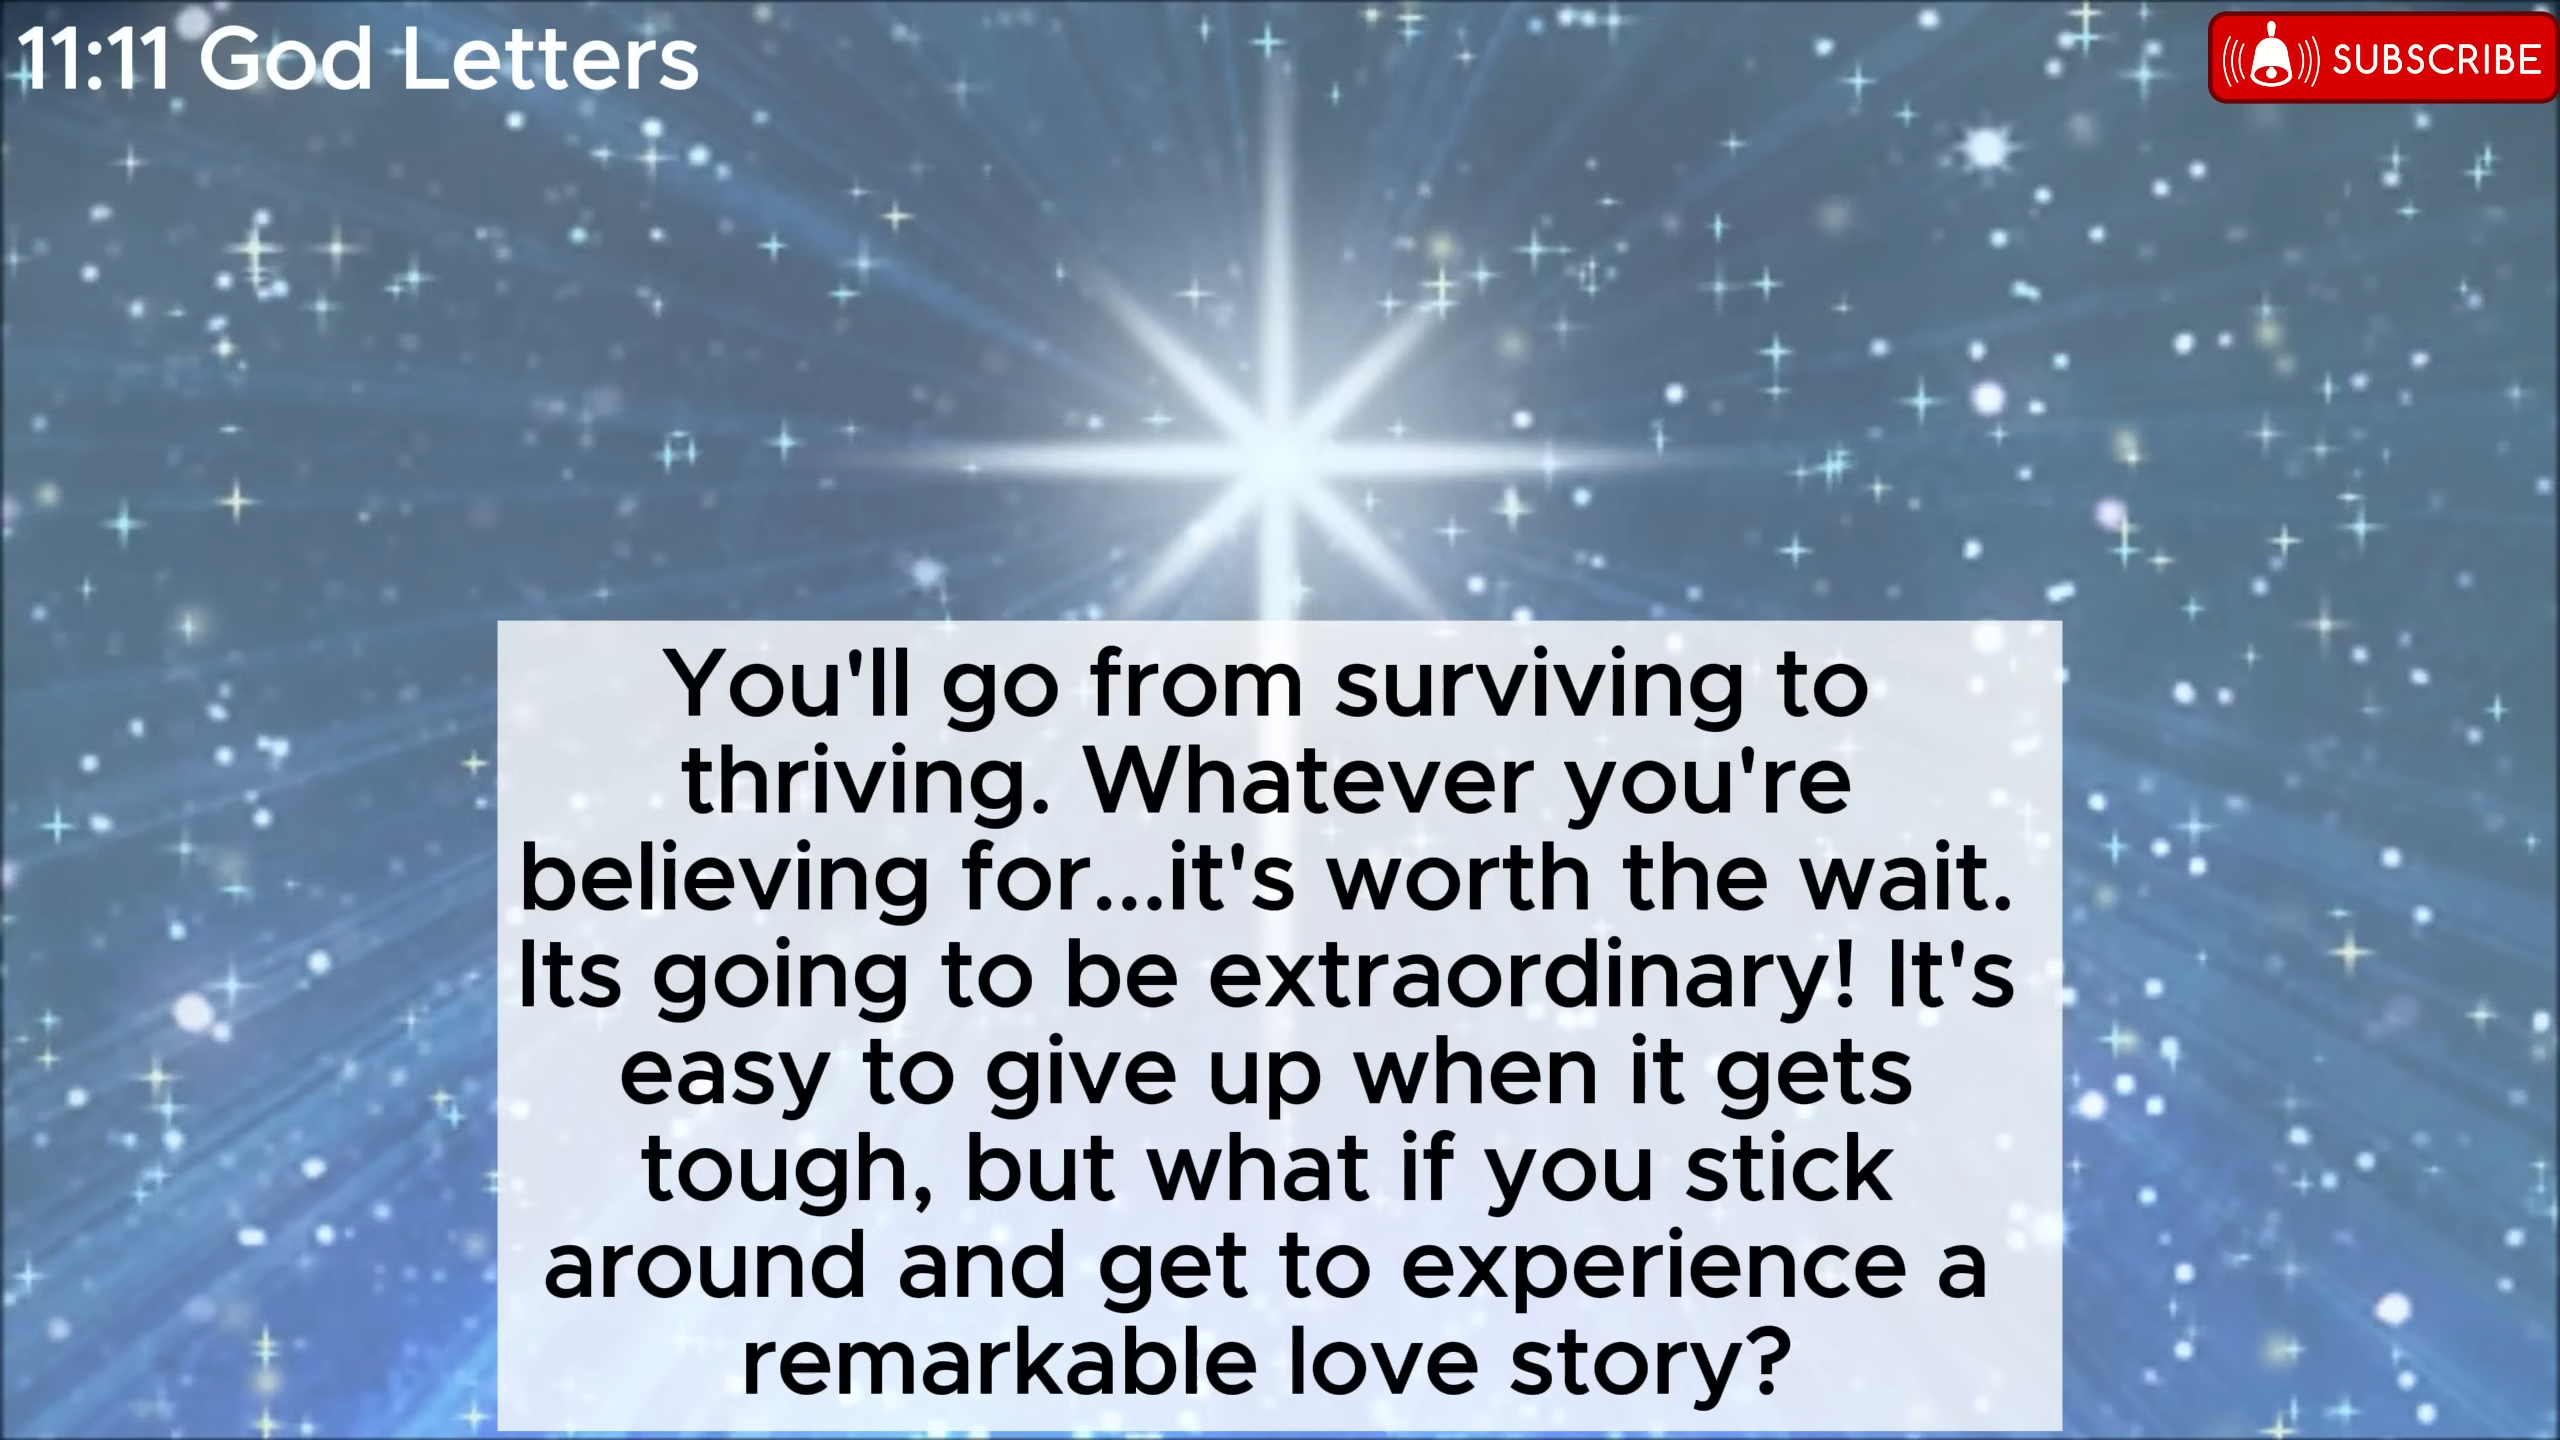 11:11 God Letters
SUBSCRIBE
You'll go from surviving to
thriving. Whatever you're
believing for...it's worth the wait.
Its going to be extraordinary! It's
easy to give up when it gets
tough, but what if you stick
around and get to experience a
remarkable love story?